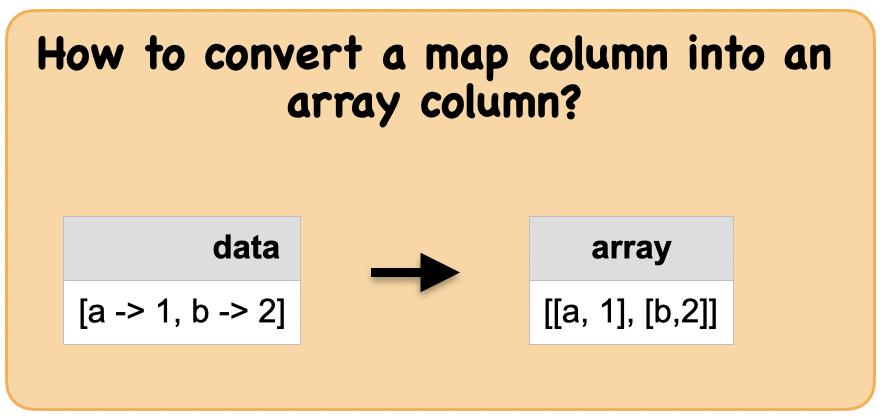 How to convert a map column into an
array column?
data
array
[a -> 1, b -> 2]
[[a, 1], [b,2]]